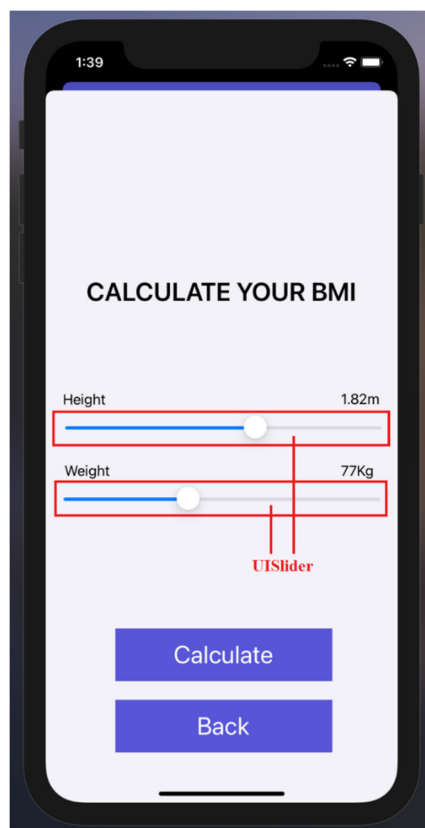 1:39
CALCULATE YOUR BMI
Height 1.82m
Weight 77Kg
UISlider
Calculate
Back